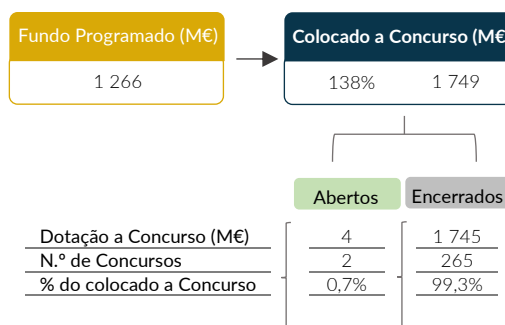 Fundo Programado (M€)
Colocado a Concurso (M€
1 266
138% 1 749
Abertos Encerrados
Dotação a Concurso (M€) 4 1 745
N.º de Concursos 2 265
% do colocado a Concurso 0,7% 99,3%